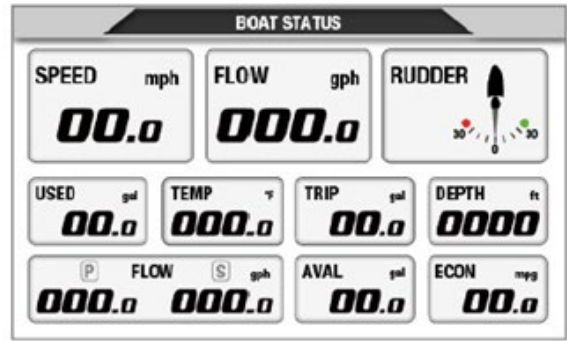 BOAT STATUS
SPEED mph
00.0
FLOW gph
000.0
RUDDER
30 0 30
USED gal
00.0
TEMP °F
000.0
TRIP gal
00.0
DEPTH ft
0000
P FLOW S gph
000.0 000.0
AVAL gal
00.0
ECON mpg
00.0